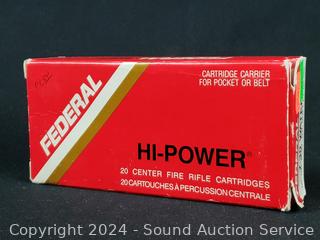 CARTRIDGE CARRIER
FOR POCKET OR BELT
FEDERAL
HI-POWER®
20 CENTER FIRE RIFLE CARTRIDGES
20 CARTOUCHES À PERCUSSION CENTRALE
Copyright 2024 - Sound Auction Service